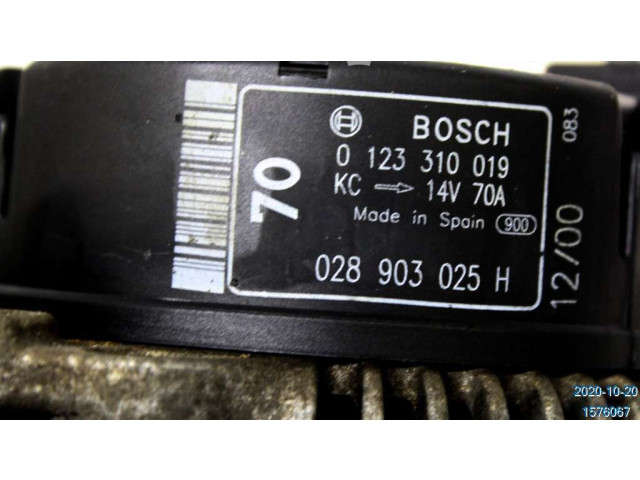 BOSCH
0 123 310 019
KC → 14V 70A
Made in Spain 900
028 903 025 H
70
083
12/00
2020-10-20
1576067